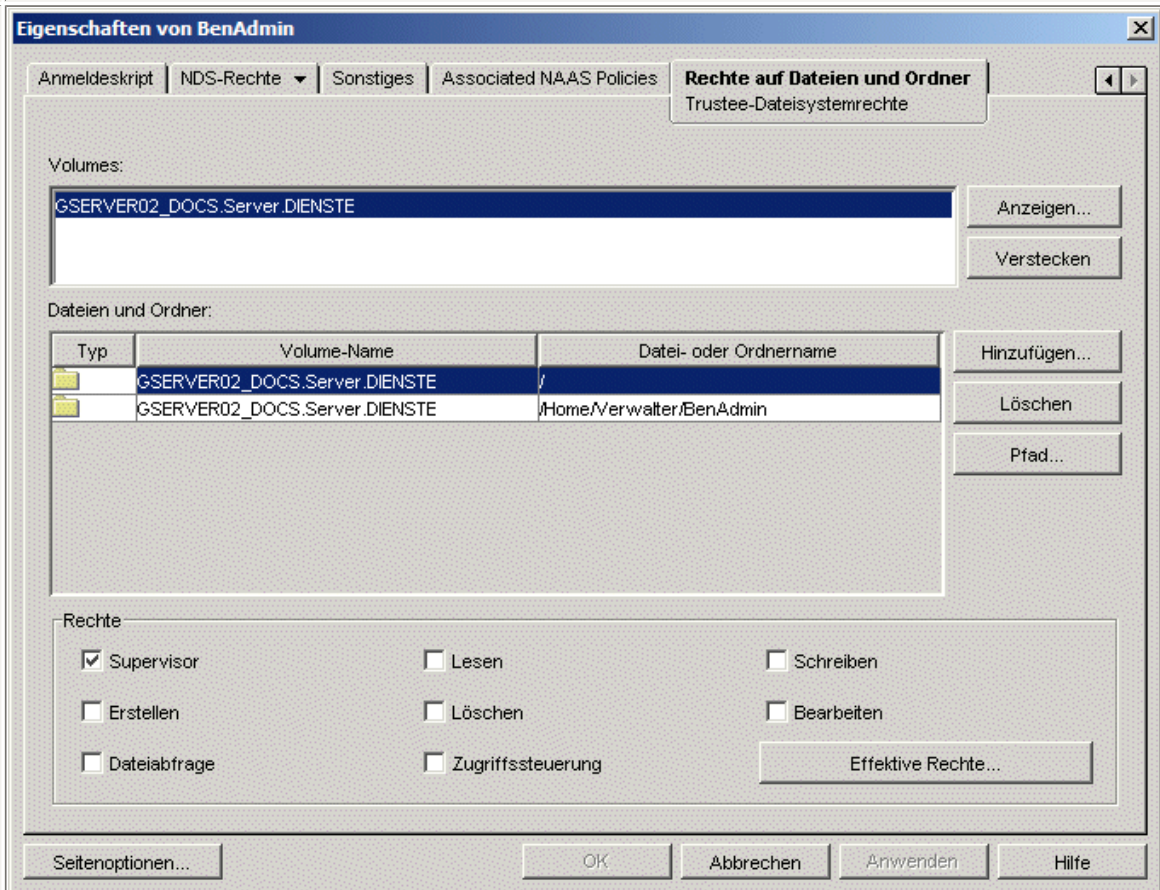 Eigenschaften von BenAdmin
Anmeldeskript NDS-Rechte Sonstiges Associated NAAS Policies Rechte auf Dateien und Ordner
Trustee-Dateisystemrechte
Volumes:
GSERVER02_DOCS.Server.DIENSTE
Anzeigen...
Verstecken
Dateien und Ordner:
Typ Volume-Name Datei- oder Ordnername
GSERVER02_DOCS.Server.DIENSTE /
GSERVER02_DOCS.Server.DIENSTE /Home/Verwalter/BenAdmin
Hinzufügen...
Löschen
Pfad...
Rechte
Supervisor Lesen Schreiben
Erstellen Löschen Bearbeiten
Dateiabfrage Zugriffssteuerung Effektive Rechte...
Seitenoptionen... OK Abbrechen Anwenden Hilfe